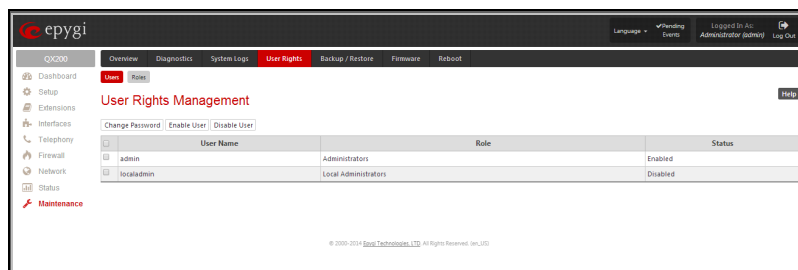 epygi
Language
Pending Events
Logged In As:
Administrator (admin)
Log Out
QX200
Overview Diagnostics System Logs User Rights Backup / Restore Firmware Reboot
Dashboard
Setup
Extensions
Interfaces
Telephony
Firewall
Network
Status
Maintenance
Users Roles
User Rights Management
Help
Change Password Enable User Disable User
User Name Role Status
admin Administrators Enabled
localadmin Local Administrators Disabled
© 2000-2014 Epygi Technologies, LTD. All Rights Reserved. (en_US)